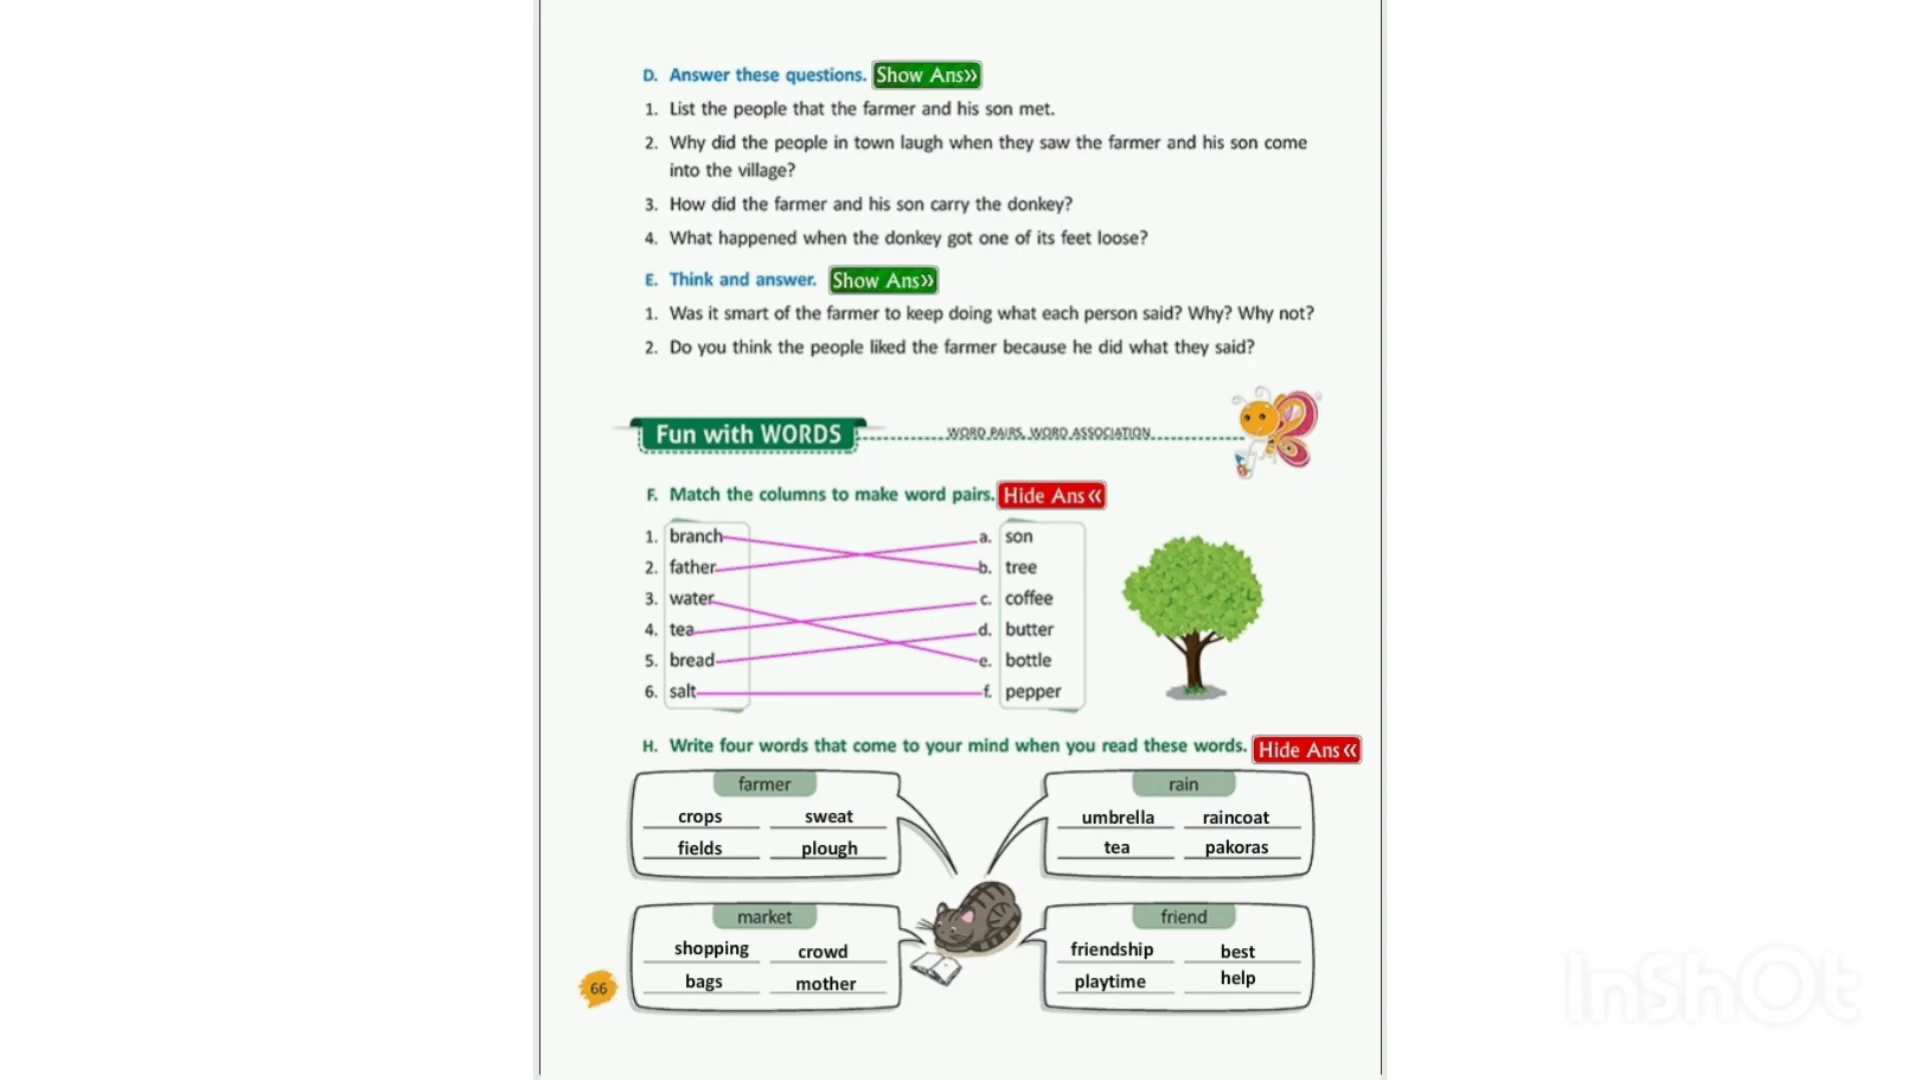 D. Answer these questions. Show Ans»
1. List the people that the farmer and his son met.
2. Why did the people in town laugh when they saw the farmer and his son come
into the village?
3. How did the farmer and his son carry the donkey?
4. What happened when the donkey got one of its feet loose?
E. Think and answer. Show Ans»
1. Was it smart of the farmer to keep doing what each person said? Why? Why not?
2. Do you think the people liked the farmer because he did what they said?
Fun with WORDS WORD PAIRS, WORD ASSOCIATION
F. Match the columns to make word pairs. Hide Ans «
1. branch a. son
2. father b. tree
3. water c. coffee
4. tea d. butter
5. bread e. bottle
6. salt f. pepper
H. Write four words that come to your mind when you read these words. Hide Ans «
farmer
crops sweat
fields plough
rain
umbrella raincoat
tea pakoras
market
shopping crowd
bags mother
friend
friendship best
playtime help
66
InShOt